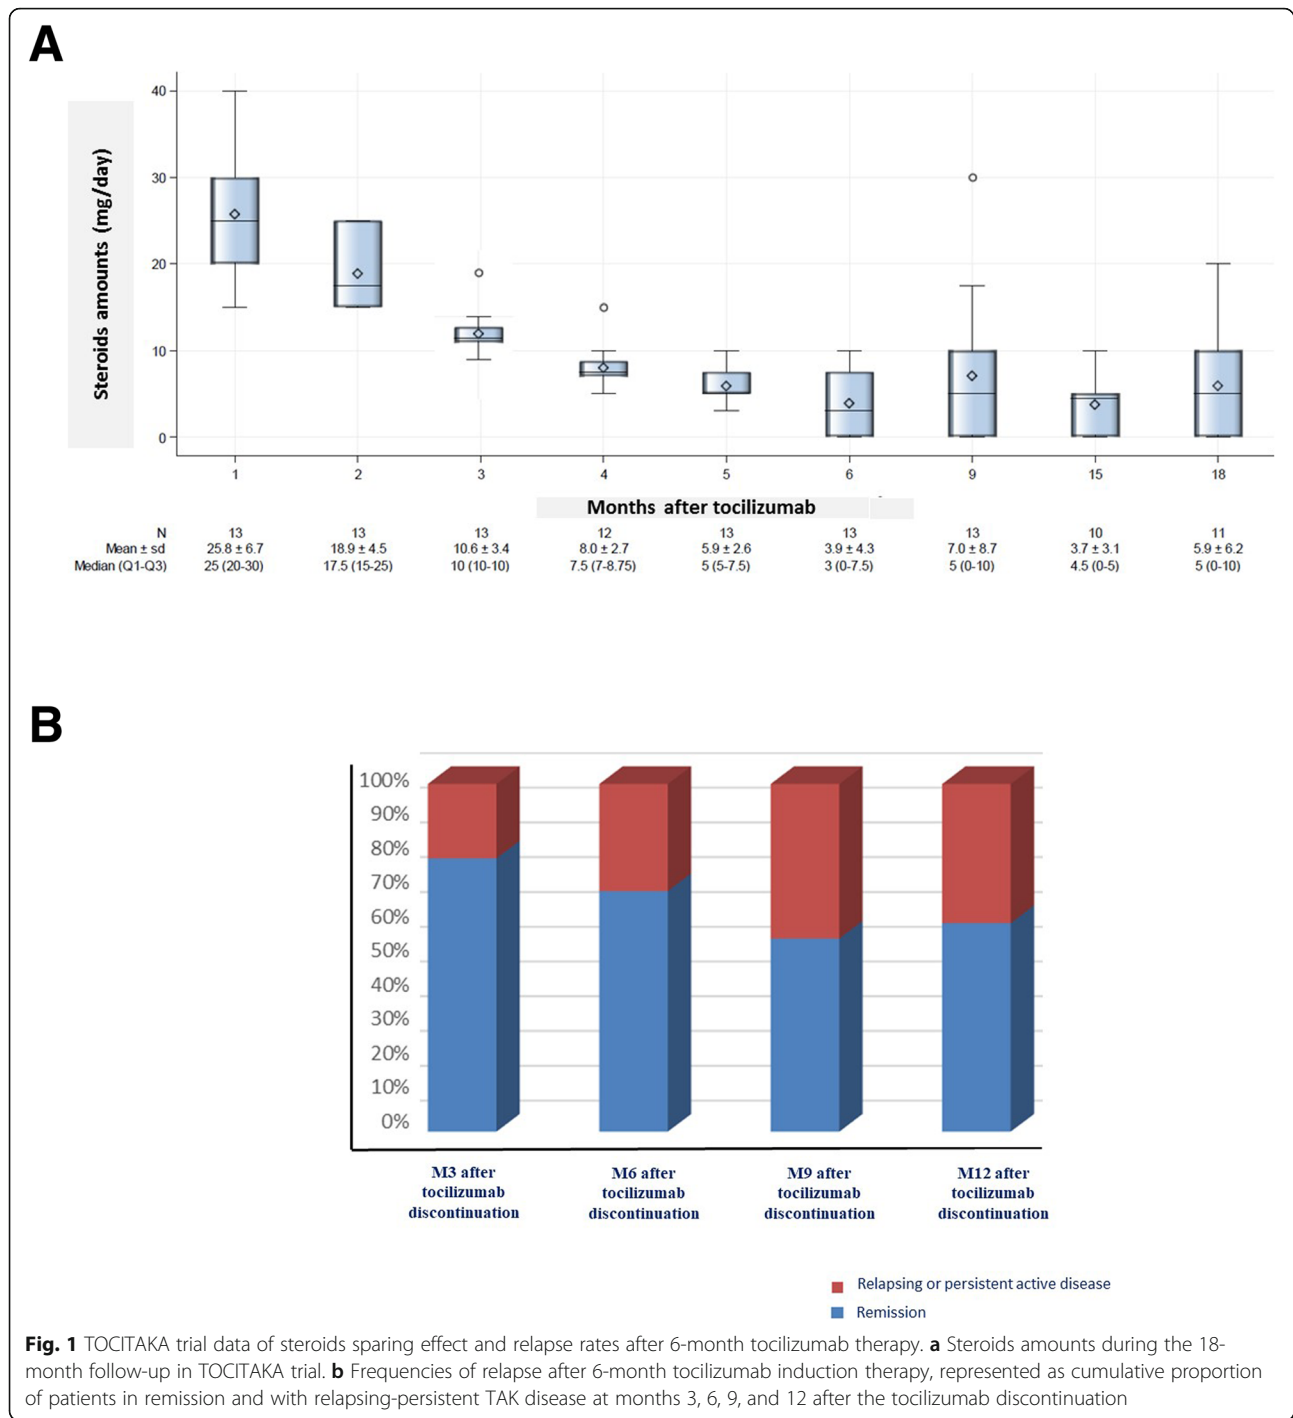 A
Steroids amounts (mg/day)
40
30
20
10
0
1 2 3 4 5 6 9 15 18
Months after tocilizumab
N 13 13 13 12 13 13 13 10 11
Mean ± sd 25.8 ± 6.7 18.9 ± 4.5 10.6 ± 3.4 8.0 ± 2.7 5.9 ± 2.6 3.9 ± 4.3 7.0 ± 8.7 3.7 ± 3.1 5.9 ± 6.2
Median (Q1-Q3) 25 (20-30) 17.5 (15-25) 10 (10-10) 7.5 (7-8.75) 5 (5-7.5) 3 (0-7.5) 5 (0-10) 4.5 (0-5) 5 (0-10)
B
100%
90%
80%
70%
60%
50%
40%
30%
20%
10%
0%
M3 after
tocilizumab
discontinuation
M6 after
tocilizumab
discontinuation
M9 after
tocilizumab
discontinuation
M12 after
tocilizumab
discontinuation
Relapsing or persistent active disease
Remission
Fig. 1 TOCITAKA trial data of steroids sparing effect and relapse rates after 6-month tocilizumab therapy. a Steroids amounts during the 18-
month follow-up in TOCITAKA trial. b Frequencies of relapse after 6-month tocilizumab induction therapy, represented as cumulative proportion
of patients in remission and with relapsing-persistent TAK disease at months 3, 6, 9, and 12 after the tocilizumab discontinuation